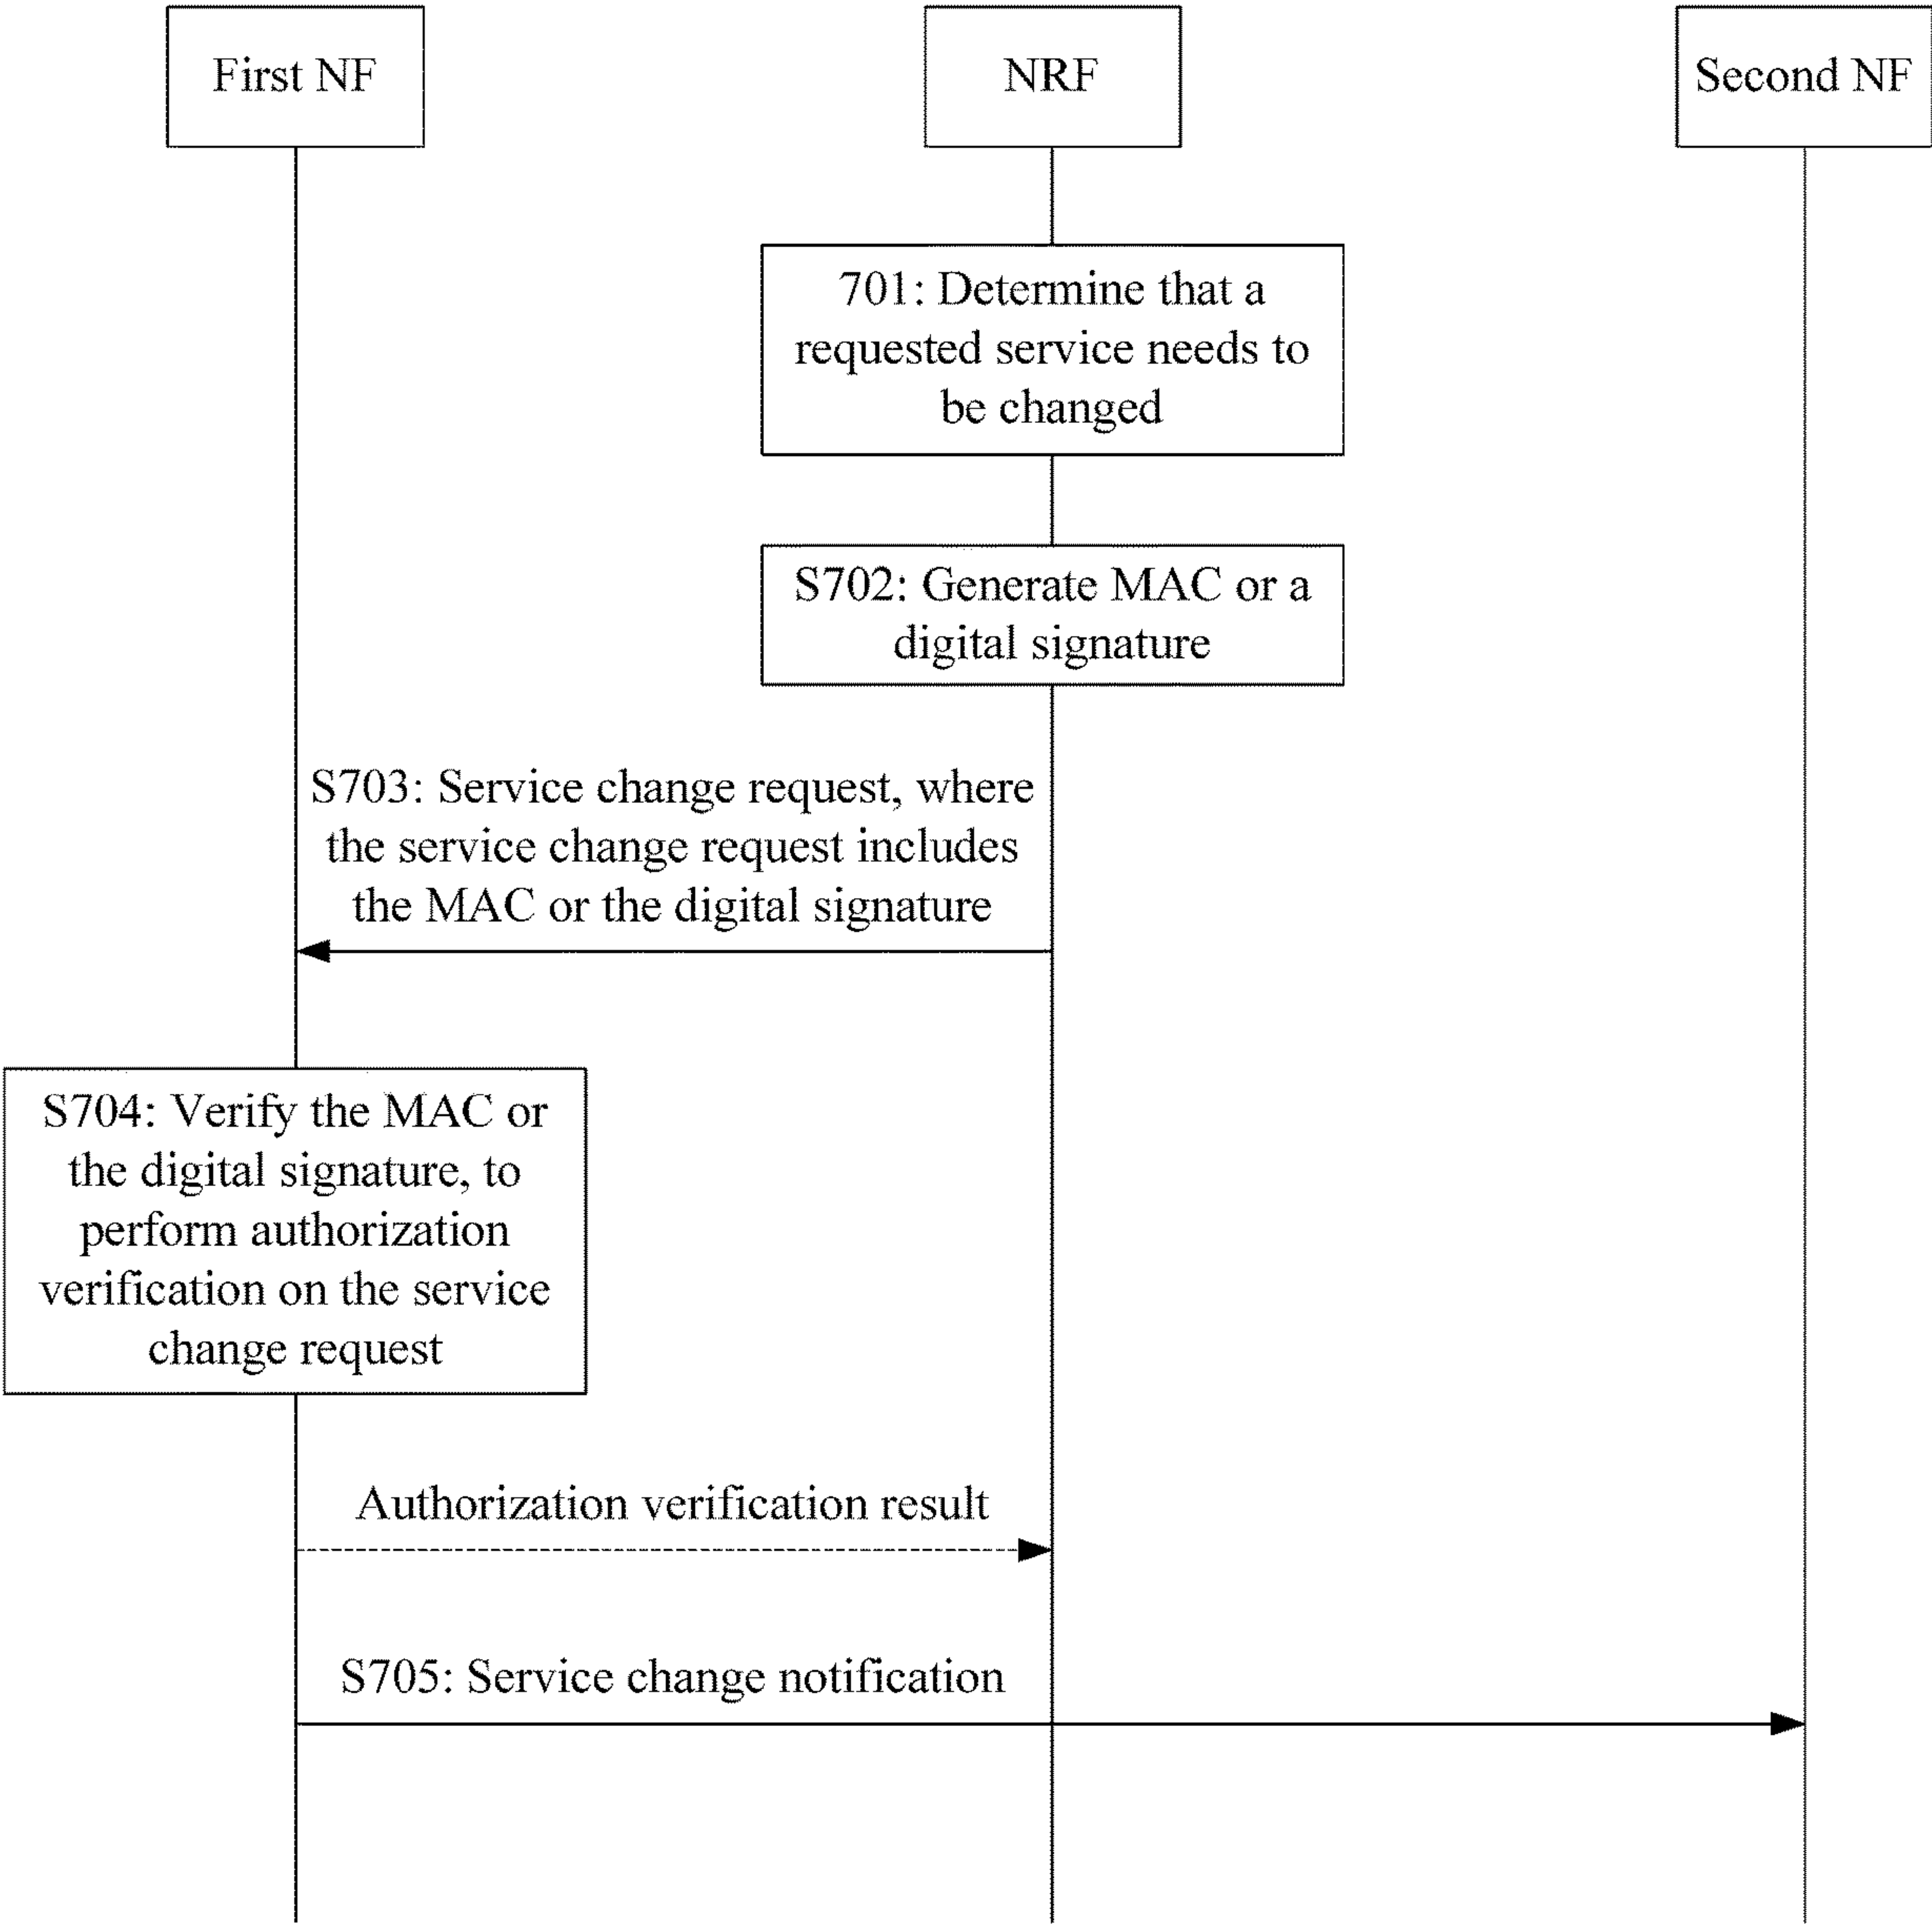 First NF
NRF
Second NF
701: Determine that a
requested service needs to
be changed
S702: Generate MAC or a
digital signature
S703: Service change request, where
the service change request includes
the MAC or the digital signature
S704: Verify the MAC or
the digital signature, to
perform authorization
verification on the service
change request
Authorization verification result
S705: Service change notification